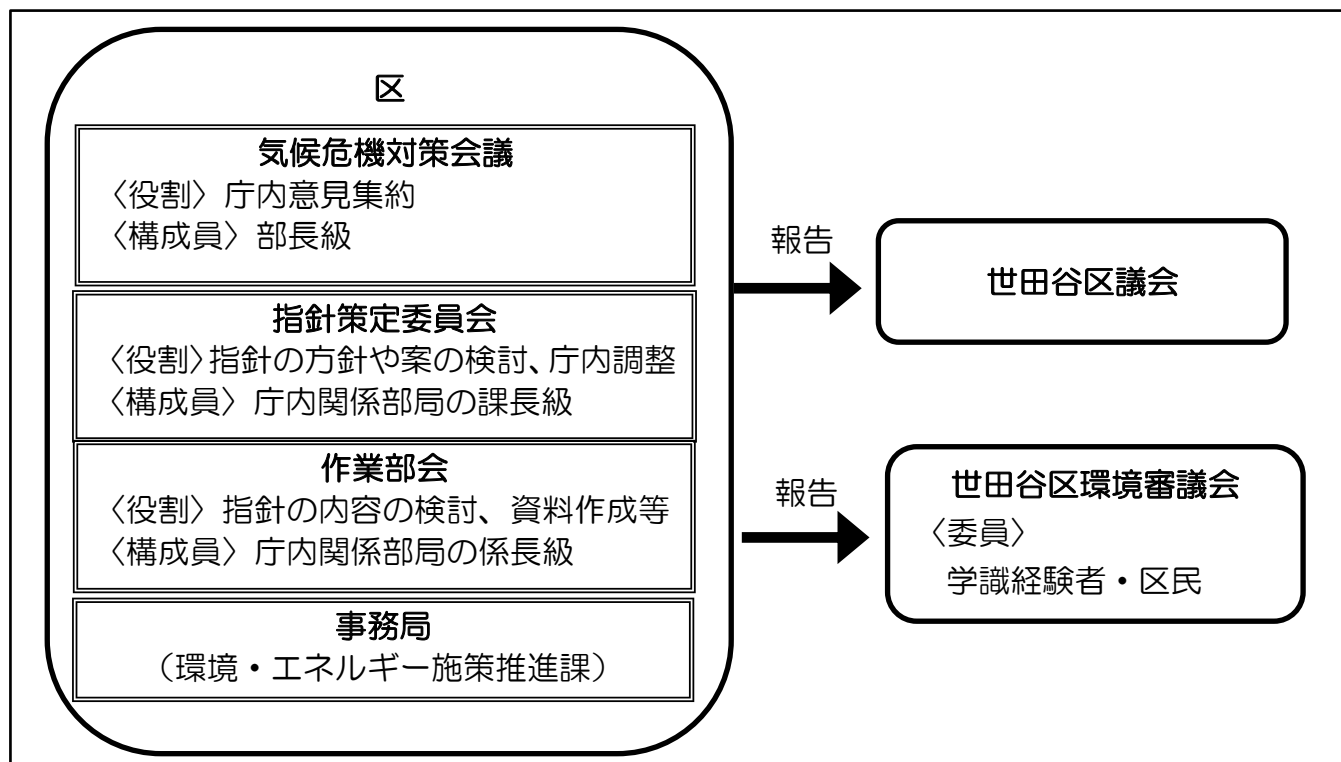 区
気候危機対策会議
〈役割〉庁内意見集約
〈構成員〉部長級
指針策定委員会
〈役割〉指針の方針や案の検討、庁内調整
〈構成員〉庁内関係部局の課長級
作業部会
〈役割〉指針の内容の検討、資料作成等
〈構成員〉庁内関係部局の係長級
事務局
（環境・エネルギー施策推進課）
報告
世田谷区議会
報告
世田谷区環境審議会
〈委員〉
学識経験者・区民